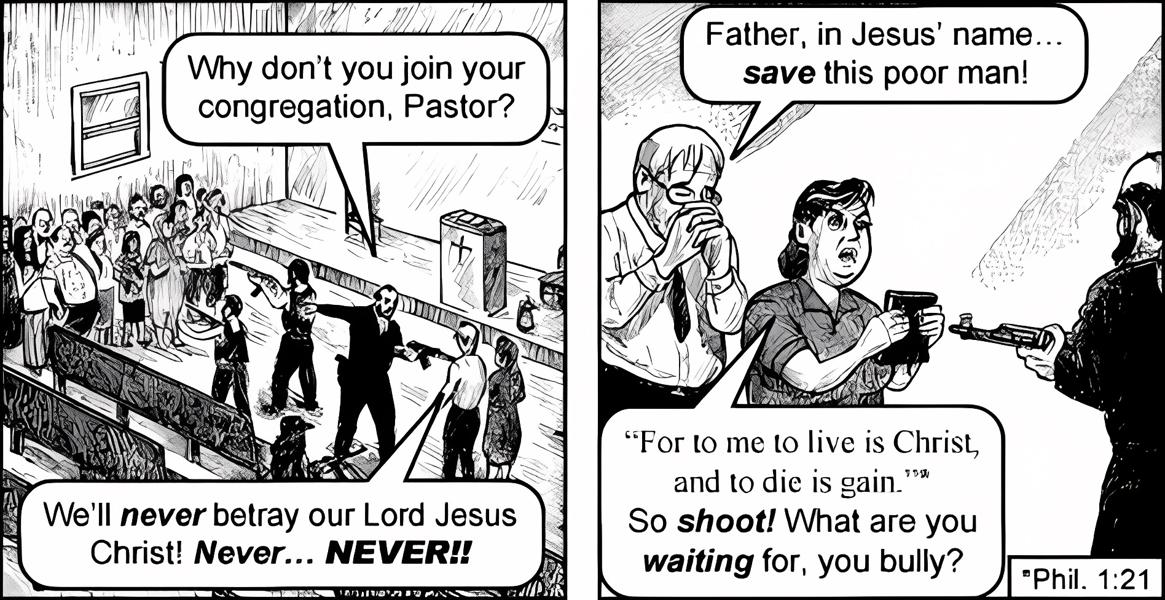 Why don't you join your
congregation, Pastor?
We'll never betray our Lord Jesus
Christ! Never... NEVER!!
Father, in Jesus' name...
save this poor man!
“For to me to live is Christ,
and to die is gain.”*
So shoot! What are you
waiting for, you bully?
*Phil. 1:21